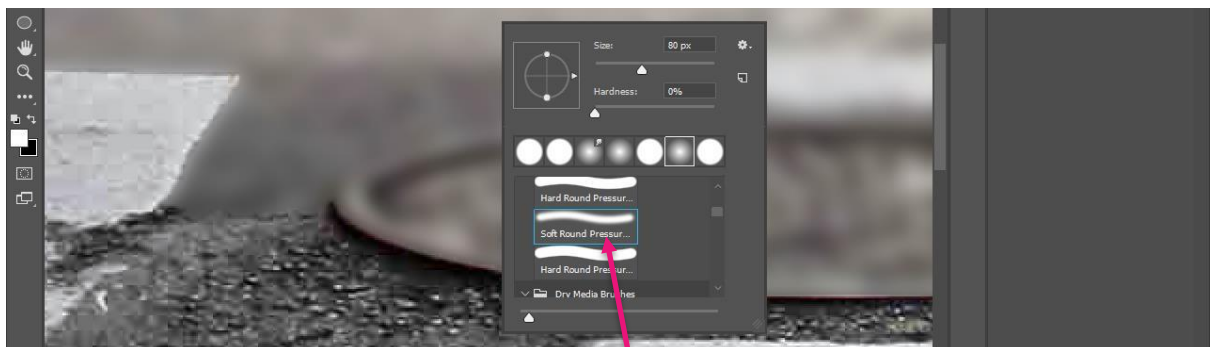 Size: 80 px
Hardness: 0%
Hard Round Pressur...
Soft Round Pressur...
Hard Round Pressur...
Dry Media Brushes